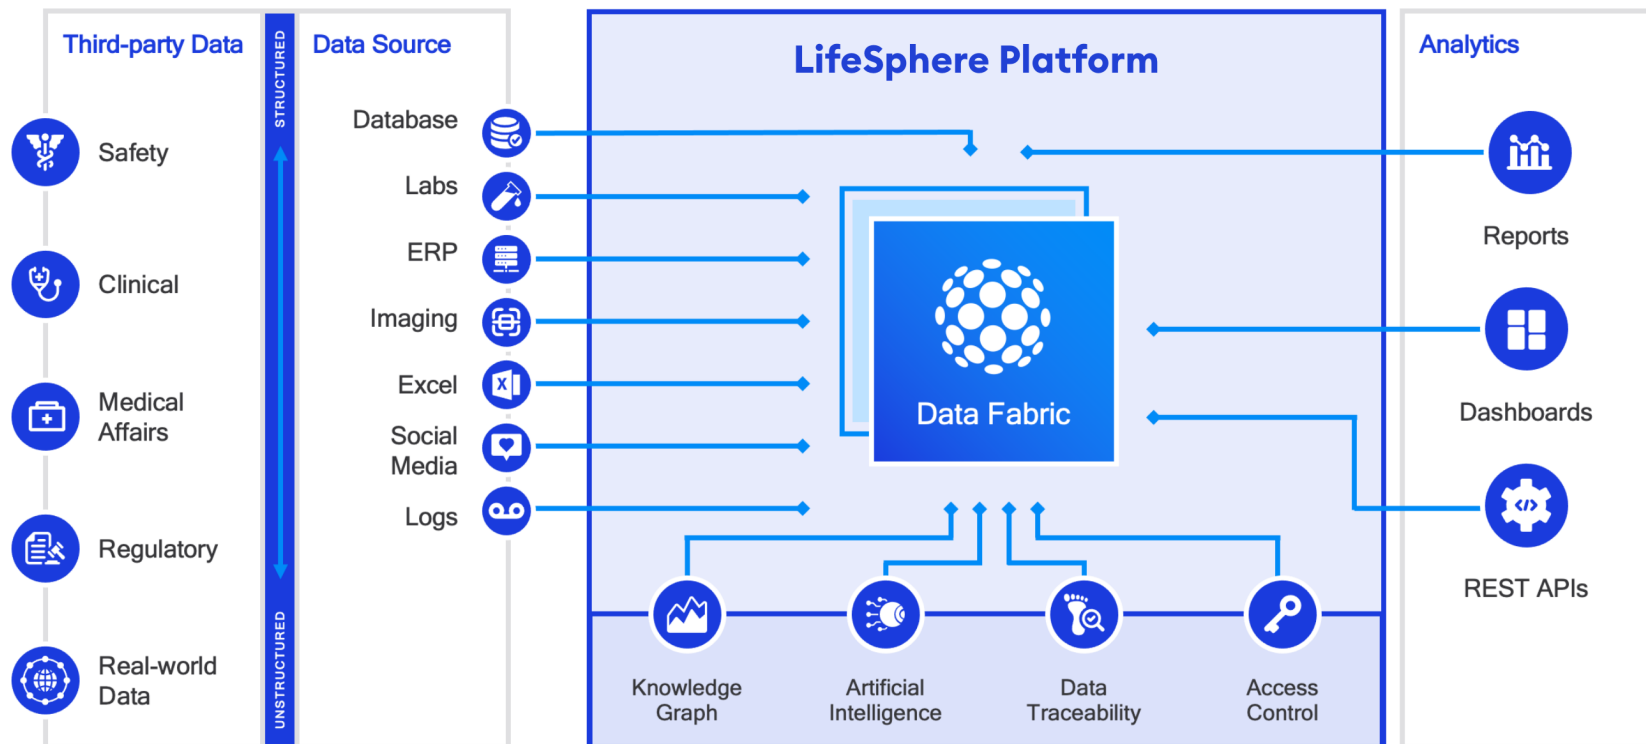 Third-party Data
Safety
Clinical
Medical
Affairs
Regulatory
Real-world
Data
STRUCTURED
UNSTRUCTURED
Data Source
Database
Labs
ERP
Imaging
Excel
X
Social
Media
Logs
LifeSphere Platform
Data Fabric
Knowledge
Graph
Artificial
Intelligence
Data
Traceability
Access
Control
Analytics
Reports
Dashboards
</>
REST APIs